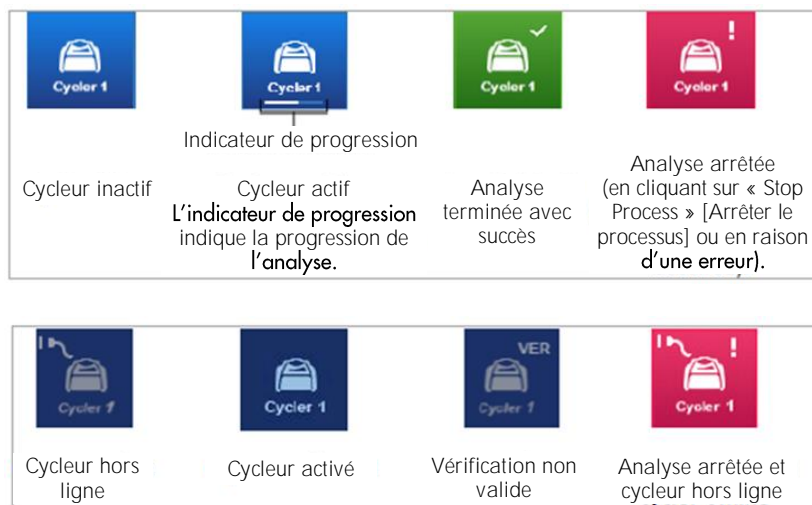 Cycler 1
Cycler 1
Cycler 1
Cycler 1
Indicateur de progression
Cycleur inactif
Cycleur actif
L'indicateur de progression
indique la progression de
l'analyse.
Analyse
terminée avec
succès
Analyse arrêtée
(en cliquant sur « Stop
Process » [Arrêter le
processus] ou en raison
d'une erreur).
Cycler 1
Cycler 1
VER
Cycler 1
Cycler 1
Cycleur hors
ligne
Cycleur activé
Vérification non
valide
Analyse arrêtée et
cycleur hors ligne